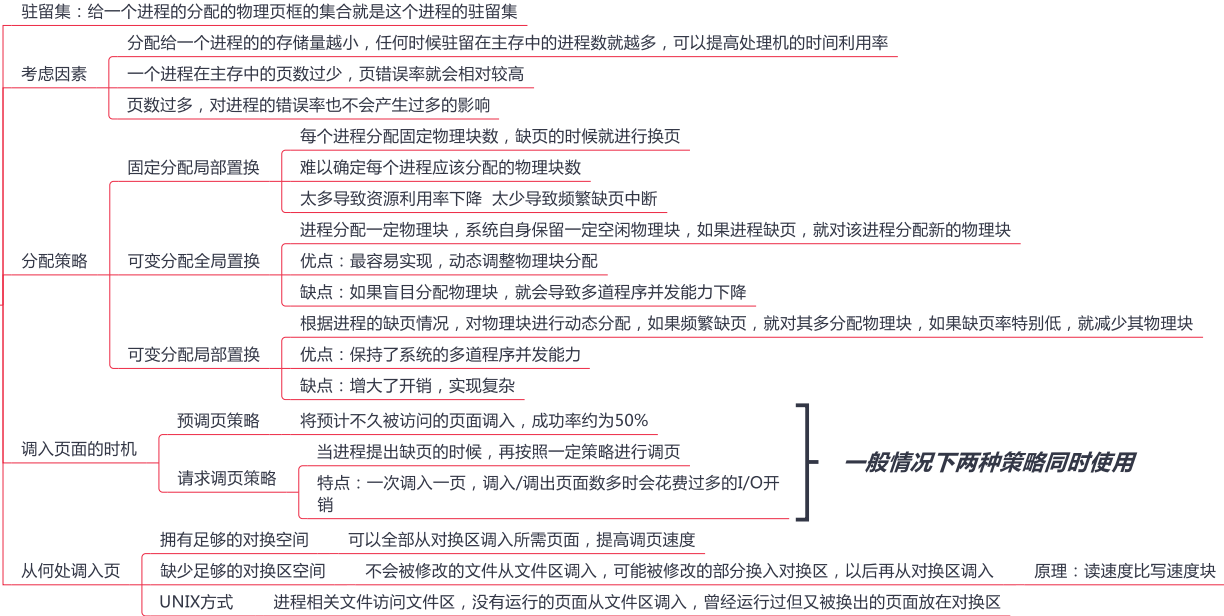 驻留集：给一个进程的分配的物理页框的集合就是这个进程的驻留集
考虑因素
分配给一个进程的的存储量越小，任何时候驻留在主存中的进程数就越多，可以提高处理机的时间利用率
一个进程在主存中的页数过少，页错误率就会相对较高
页数过多，对进程的错误率也不会产生过多的影响
分配策略
固定分配局部置换
每个进程分配固定物理块数，缺页的时候就进行换页
难以确定每个进程应该分配的物理块数
太多导致资源利用率下降 太少导致频繁缺页中断
可变分配全局置换
进程分配一定物理块，系统自身保留一定空闲物理块，如果进程缺页，就对该进程分配新的物理块
优点：最容易实现，动态调整物理块分配
缺点：如果盲目分配物理块，就会导致多道程序并发能力下降
可变分配局部置换
根据进程的缺页情况，对物理块进行动态分配，如果频繁缺页，就对其多分配物理块，如果缺页率特别低，就减少其物理块
优点：保持了系统的多道程序并发能力
缺点：增大了开销，实现复杂
调入页面的时机
预调页策略
将预计不久被访问的页面调入，成功率约为50%
请求调页策略
当进程提出缺页的时候，再按照一定策略进行调页
特点：一次调入一页，调入/调出页面数多时会花费过多的I/O开
销
一般情况下两种策略同时使用
从何处调入页
拥有足够的对换空间
可以全部从对换区调入所需页面，提高调页速度
缺少足够的对换区空间
不会被修改的文件从文件区调入，可能被修改的部分换入对换区，以后再从对换区调入
原理：读速度比写速度块
UNIX方式
进程相关文件访问文件区，没有运行的页面从文件区调入，曾经运行过但又被换出的页面放在对换区